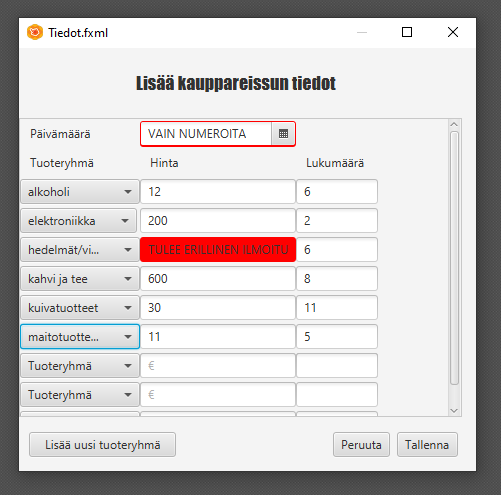 Tiedot.fxml
Lisää kauppareissun tiedot
Päivämäärä VAIN NUMEROITA
Tuoteryhmä Hinta Lukumäärä
alkoholi 12 6
elektroniikka 200 2
hedelmät/vi... TULEE ERILLINEN ILMOITU 6
kahvi ja tee 600 8
kuivatuotteet 30 11
maitotuotte... 11 5
Tuoteryhmä €
Tuoteryhmä €
Lisää uusi tuoteryhmä Peruuta Tallenna